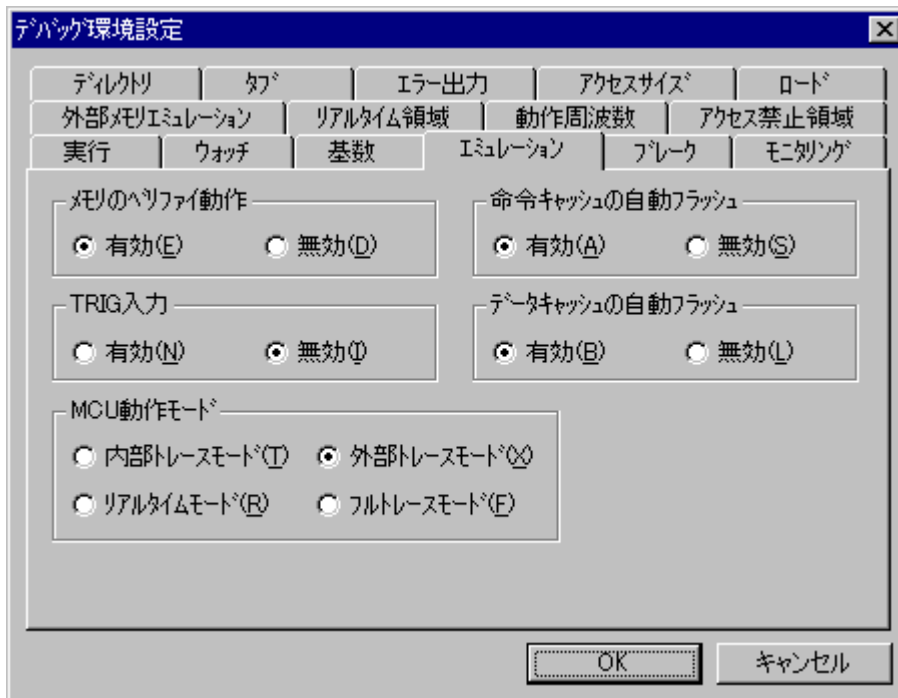 ﾃﾞﾊﾞｯｸﾞ環境設定
ﾃﾞｨﾚｸﾄﾘ ﾀﾌﾞ エラー出力 ｱｸｾｽｻｲｽﾞ ﾛｰﾄﾞ
外部ﾒﾓﾘｴﾐｭﾚｰｼｮﾝ ﾘｱﾙﾀｲﾑ領域 動作周波数 ｱｸｾｽ禁止領域
実行 ウォッチ 基数 ｴﾐｭﾚｰｼｮﾝ ﾌﾞﾚｰｸ ﾓﾆﾀﾘﾝｸﾞ
ﾒﾓﾘのﾍﾞﾘﾌｧｲ動作 命令ｷｬｯｼｭの自動ﾌﾗｯｼｭ
有効(E) 無効(D) 有効(A) 無効(S)
TRIG入力 ﾃﾞｰﾀｷｬｯｼｭの自動ﾌﾗｯｼｭ
有効(N) 無効(I) 有効(B) 無効(L)
MCU動作ﾓｰﾄﾞ
内部ﾄﾚｰｽﾓｰﾄﾞ(T) 外部ﾄﾚｰｽﾓｰﾄﾞ(X)
ﾘｱﾙﾀｲﾑﾓｰﾄﾞ(R) ﾌﾙﾄﾚｰｽﾓｰﾄﾞ(F)
OK キャンセル